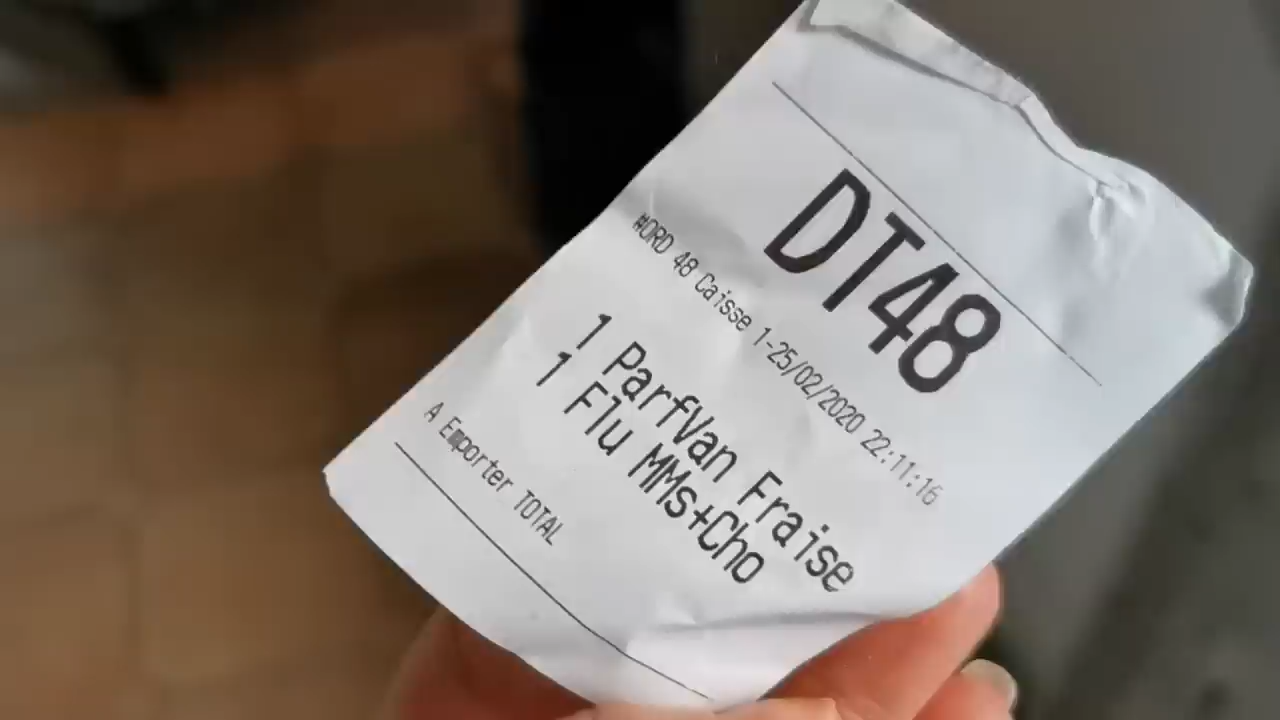 DT48
#ORD 48 Caisse 1-25/02/2020 22:11:16
1 ParfVan Fraise
1 Flu MMs+Cho
A Emporter TOTAL